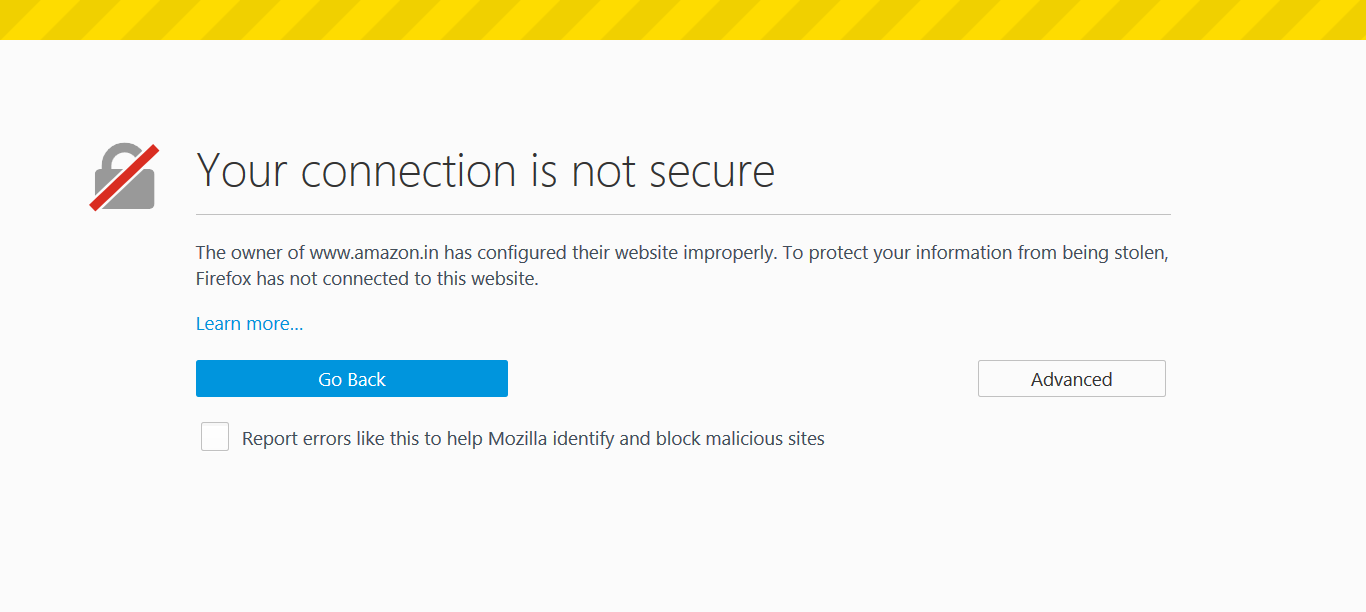 Your connection is not secure
The owner of www.amazon.in has configured their website improperly. To protect your information from being stolen,
Firefox has not connected to this website.
Learn more...
Go Back
Advanced
Report errors like this to help Mozilla identify and block malicious sites